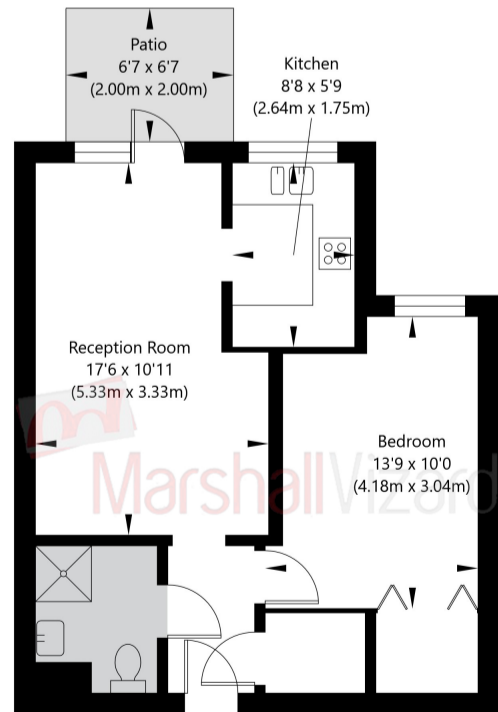 Patio
6'7 x 6'7
(2.00m x 2.00m)
Kitchen
8'8 x 5'9
(2.64m x 1.75m)
Reception Room
17'6 x 10'11
(5.33m x 3.33m)
Bedroom
13'9 x 10'0
(4.18m x 3.04m)
MarshallVizard